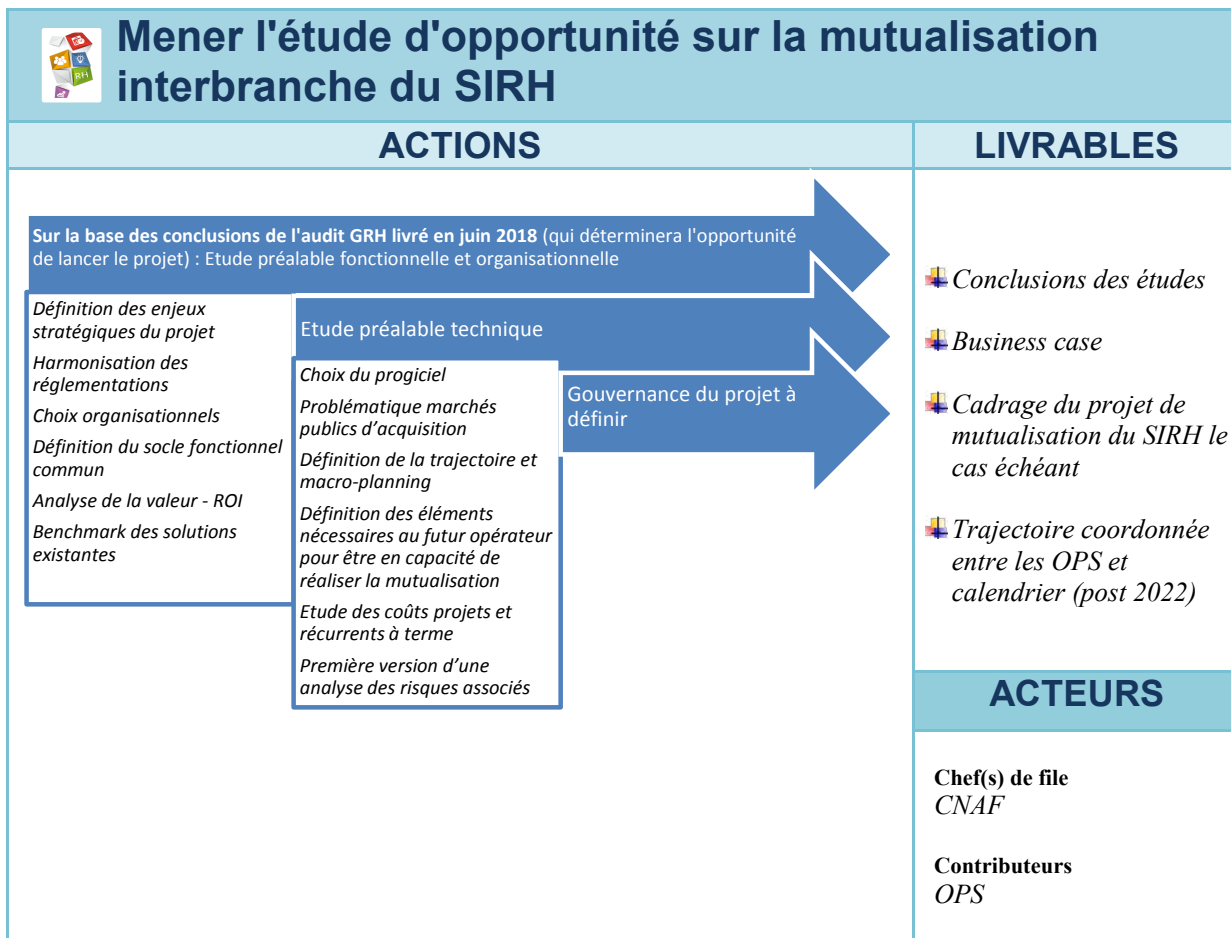 Mener l'étude d'opportunité sur la mutualisation
interbranche du SIRH
RH
ACTIONS
Sur la base des conclusions de l'audit GRH livré en juin 2018 (qui déterminera l'opportunité
de lancer le projet) : Etude préalable fonctionnelle et organisationnelle
Définition des enjeux
stratégiques du projet
Harmonisation des
réglementations
Choix organisationnels
Définition du socle fonctionnel
commun
Analyse de la valeur - ROI
Benchmark des solutions
existantes
Etude préalable technique
Choix du progiciel
Problématique marchés
publics d’acquisition
Définition de la trajectoire et
macro-planning
Définition des éléments
nécessaires au futur opérateur
pour être en capacité de
réaliser la mutualisation
Etude des coûts projets et
récurrents à terme
Première version d’une
analyse des risques associés
Gouvernance du projet à
définir
LIVRABLES
Conclusions des études
Business case
Cadrage du projet de
mutualisation du SIRH le
cas échéant
Trajectoire coordonnée
entre les OPS et
calendrier (post 2022)
ACTEURS
Chef(s) de file
CNAF
Contributeurs
OPS